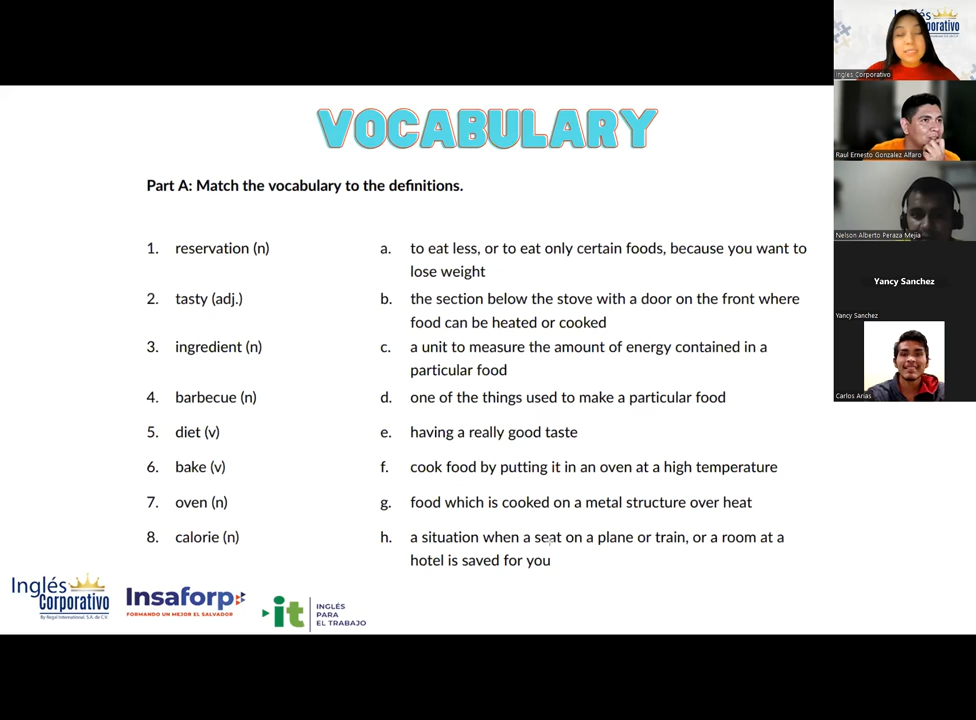 VOCABULARY
Part A: Match the vocabulary to the definitions.
1. reservation (n)
2. tasty (adj.)
3. ingredient (n)
4. barbecue (n)
5. diet (v)
6. bake (v)
7. oven (n)
8. calorie (n)
a. to eat less, or to eat only certain foods, because you want to
lose weight
b. the section below the stove with a door on the front where
food can be heated or cooked
c. a unit to measure the amount of energy contained in a
particular food
d. one of the things used to make a particular food
e. having a really good taste
f. cook food by putting it in an oven at a high temperature
g. food which is cooked on a metal structure over heat
h. a situation when a seat on a plane or train, or a room at a
hotel is saved for you
Inglés
Corporativo
By Regal International, S.A. de C.V.
Insaforp
FORMANDO UN MEJOR EL SALVADOR
it
INGLÉS
PARA
EL TRABAJO
Inglés Corporativo
Raul Ernesto Gonzalez Alfaro
Nelson Alberto Peraza Mejia
Yancy Sanchez
Yancy Sanchez
Carlos Arias